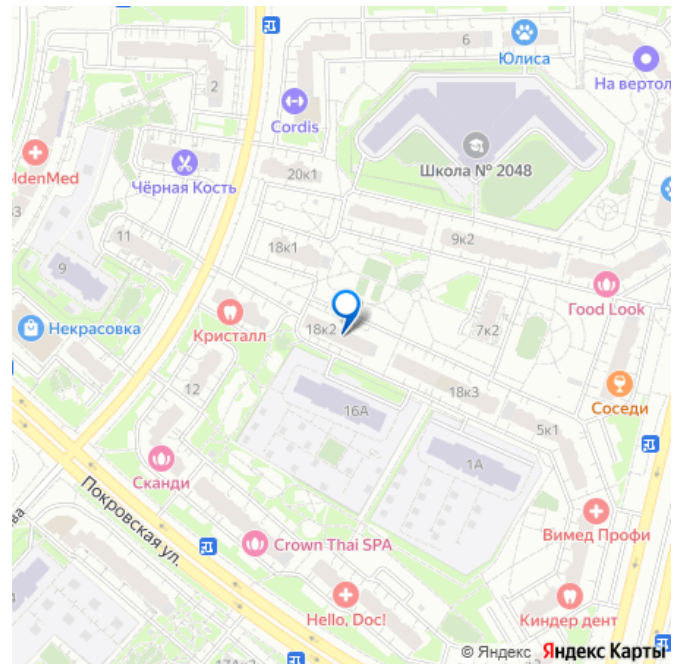 6
Юлиса
2
На вертол
Cordis
Школа № 2048
ldenMed
Чёрная Кость
20к1
33
11
9к2
18к1
9
Good Look
Некрасовка
Кристалл
18к2
7к2
18к3
12
16А
Соседи
5к1
1А
Сканди
Покровская ул.
Вимед Профи
Crown Thai SPA
Hello, Doc!
Киндер дент
© Яндекс Яндекс Карты